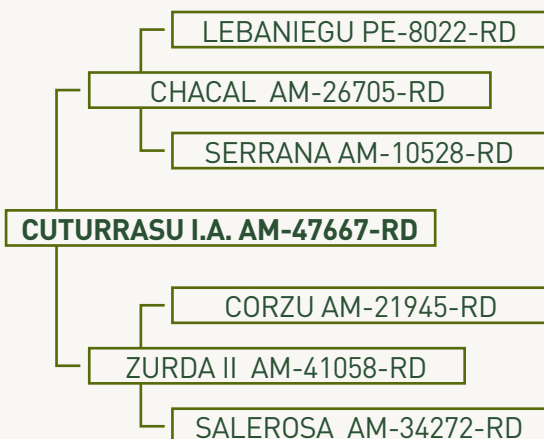 LEBANIEGU PE-8022-RD
CHACAL AM-26705-RD
SERRANA AM-10528-RD
CUTURRASU I.A. AM-47667-RD
CORZU AM-21945-RD
ZURDA II AM-41058-RD
SALEROSA AM-34272-RD